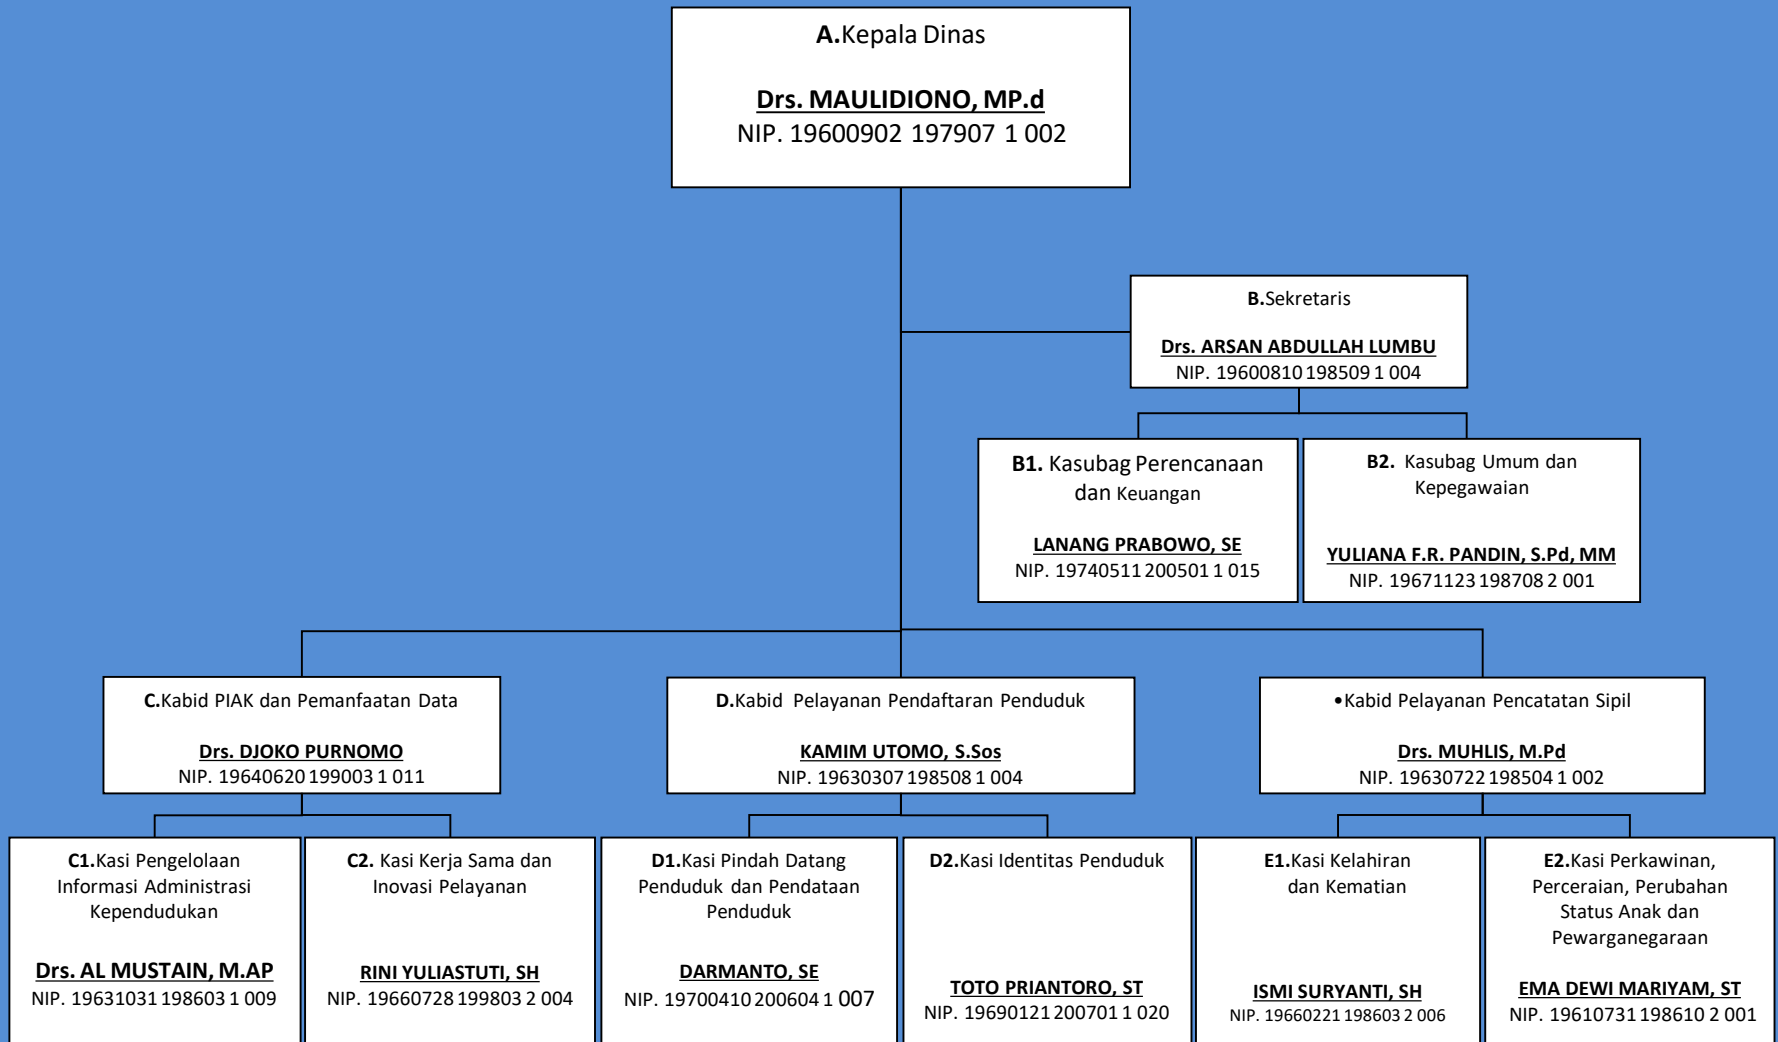 A.Kepala Dinas
Drs. MAULIDIONO, MP.d
NIP. 19600902 197907 1 002
B.Sekretaris
Drs. ARSAN ABDULLAH LUMBU
NIP. 19600810 198509 1 004
B1. Kasubag Perencanaan
dan Keuangan
LANANG PRABOWO, SE
NIP. 19740511 200501 1 015
B2. Kasubag Umum dan
Kepegawaian
YULIANA F.R. PANDIN, S.Pd, MM
NIP. 19671123 198708 2 001
C.Kabid PIAK dan Pemanfaatan Data
Drs. DJOKO PURNOMO
NIP. 19640620 199003 1 011
D.Kabid Pelayanan Pendaftaran Penduduk
KAMIM UTOMO, S.Sos
NIP. 19630307 198508 1 004
•Kabid Pelayanan Pencatatan Sipil
Drs. MUHLIS, M.Pd
NIP. 19630722 198504 1 002
C1.Kasi Pengelolaan
Informasi Administrasi
Kependudukan
Drs. AL MUSTAIN, M.AP
NIP. 19631031 198603 1 009
C2. Kasi Kerja Sama dan
Inovasi Pelayanan
RINI YULIASTUTI, SH
NIP. 19660728 199803 2 004
D1.Kasi Pindah Datang
Penduduk dan Pendataan
Penduduk
DARMANTO, SE
NIP. 19700410 200604 1 007
D2.Kasi Identitas Penduduk
TOTO PRIANTORO, ST
NIP. 19690121 200701 1 020
E1.Kasi Kelahiran
dan Kematian
ISMI SURYANTI, SH
NIP. 19660221 198603 2 006
E2.Kasi Perkawinan,
Perceraian, Perubahan
Status Anak dan
Pewarganegaraan
EMA DEWI MARIYAM, ST
NIP. 19610731 198610 2 001